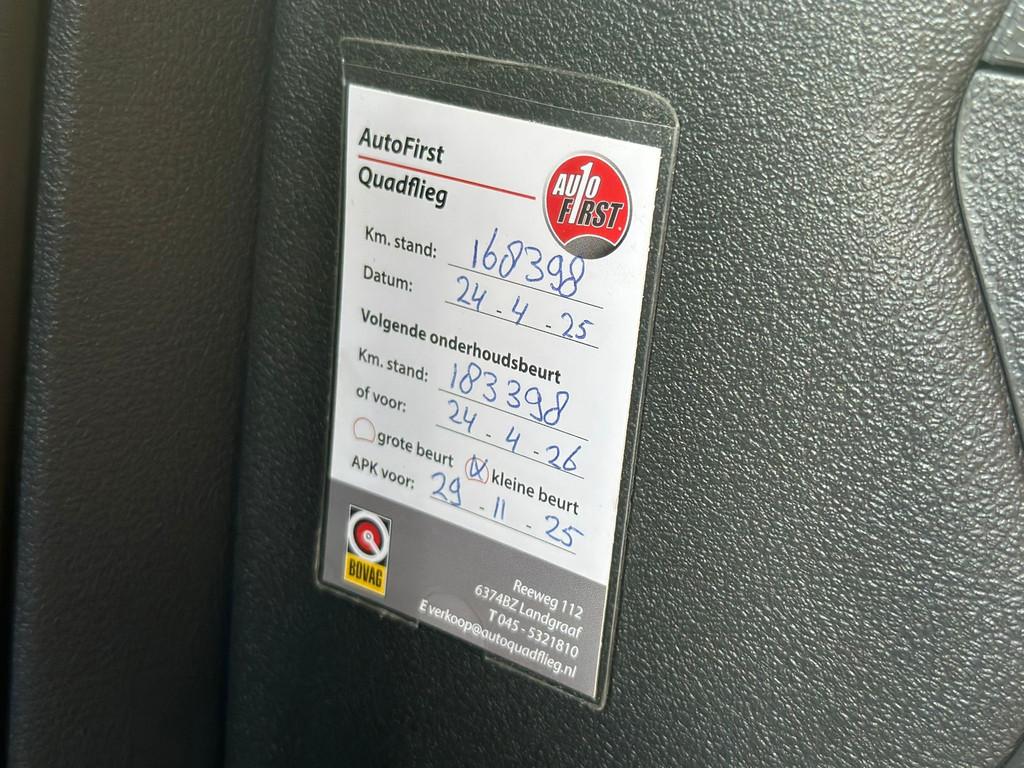 AutoFirst
Quadflieg
AUTO
FIRST
Km. stand: 168398
Datum: 24-4-25
Volgende onderhoudsbeurt
Km. stand: 183398
of voor: 24-4-26
grote beurt X kleine beurt
APK voor: 29-11-25
BOVAG
Reeweg 112
6374BZ Landgraaf
T 045 - 5321810
E verkoop@autoquadflieg.nl